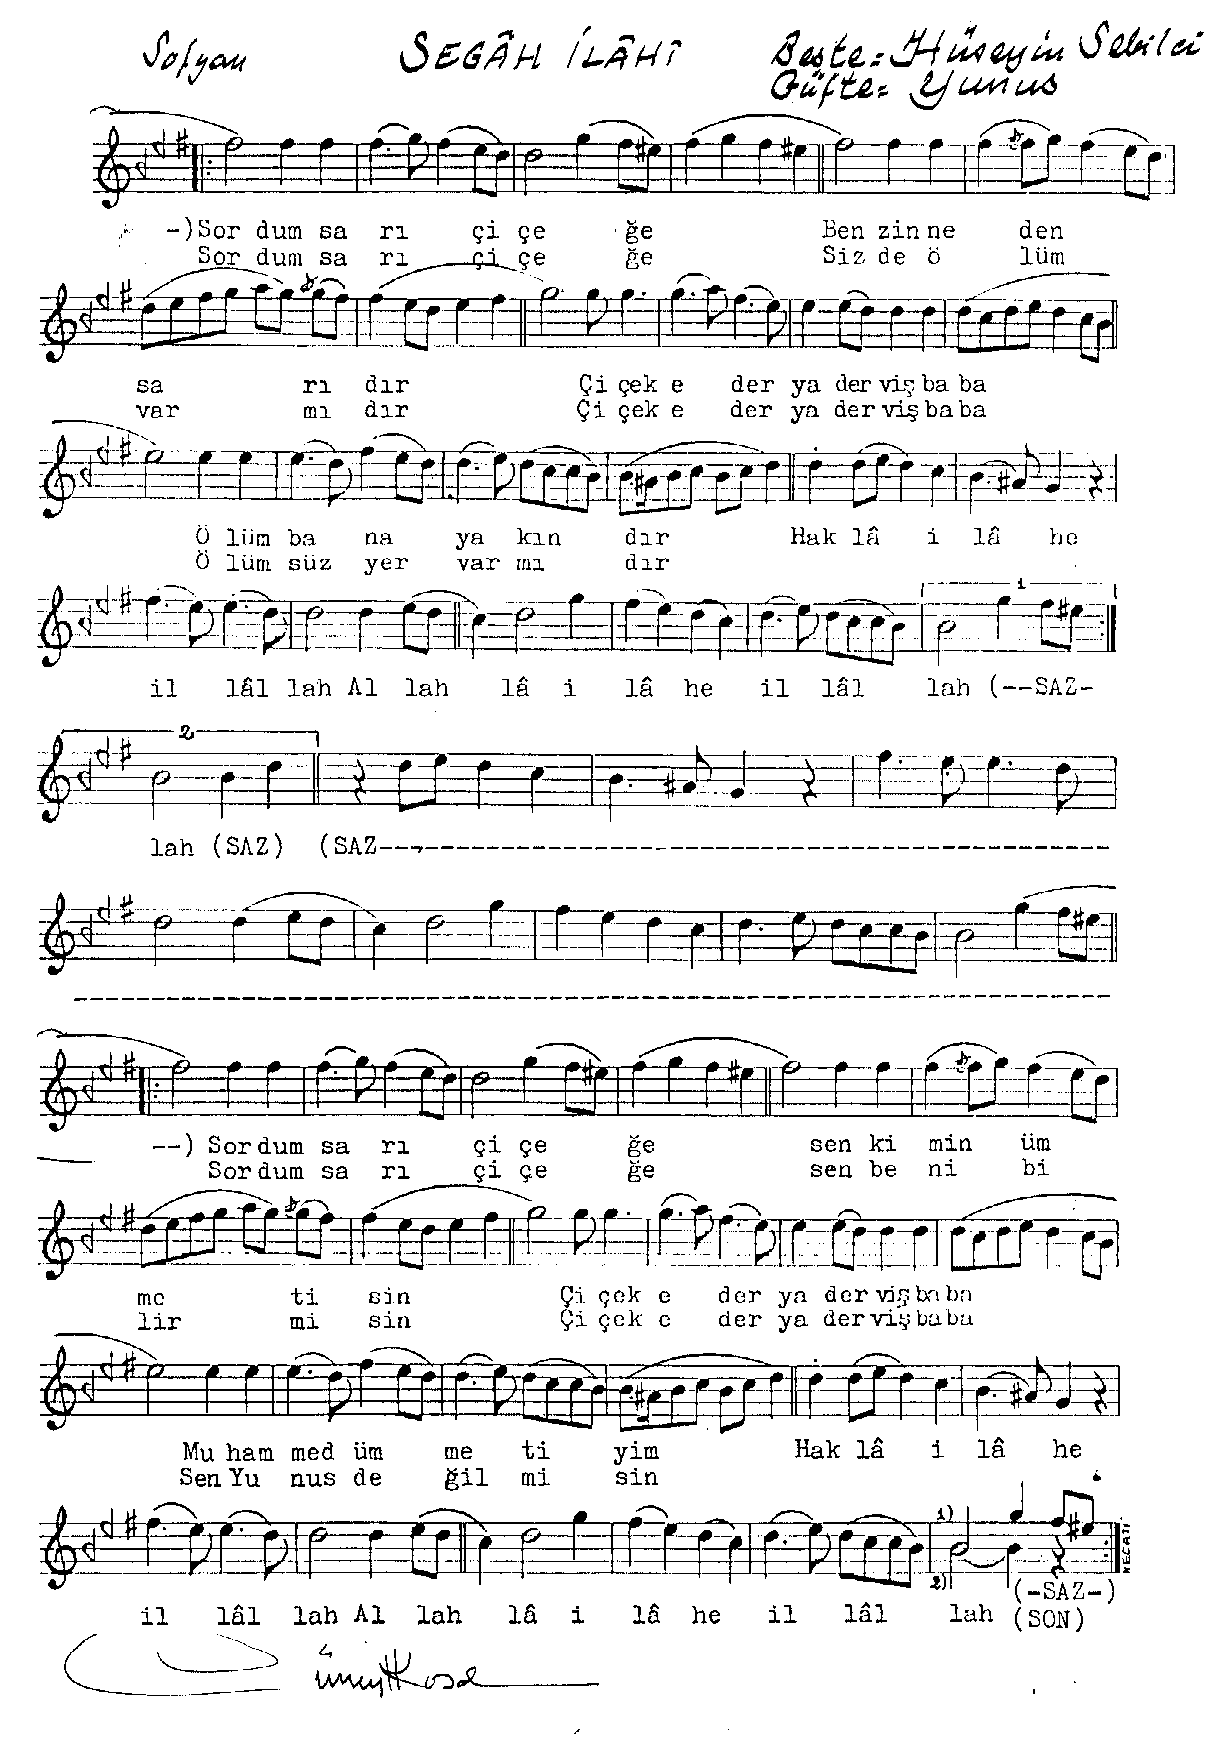 Sofyan SEGÂH İLÂHİ Beste= Hüseyin Sebilci
Güfte= Yunus
-)Sor dum sa rı çi çe ğe Ben zin ne den
Sor dum sa rı çi çe ğe Siz de ö lüm
sa rı dır Çi çek e der ya der viş ba ba
var mı dır Çi çek e der ya der viş ba ba
Ö lüm ba na ya kın dır Hak lâ i lâ he
Ö lüm süz yer var mı dır
1
il lâl lah Al lah lâ i lâ he il lâl lah (--SAZ-
2
lah (SAZ) (SAZ------------------------------------------------
------------------------------------------------------------------
--) Sor dum sa rı çi çe ğe sen ki min üm
Sor dum sa rı çi çe ğe sen be ni bi
me ti sin Çi çek e der ya der viş ba ba
lir mi sin Çi çek e der ya der viş ba ba
Mu ham med üm me ti yim Hak lâ i lâ he
Sen Yu nus de ğil mi sin
1)
NECATİ
2)
(-SAZ-)
il lâl lah Al lah lâ i lâ he il lâl lah (SON)